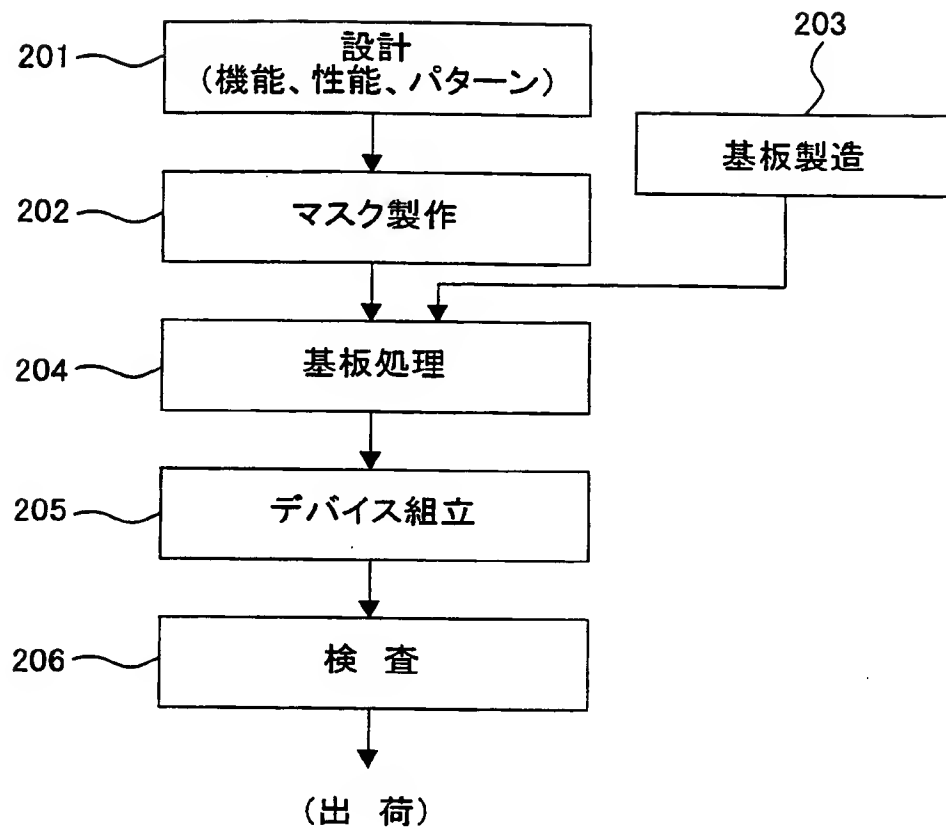 201
設計
(機能、性能、パターン)
203
基板製造
202
マスク製作
204
基板処理
205
デバイス組立
206
検 査
(出 荷)